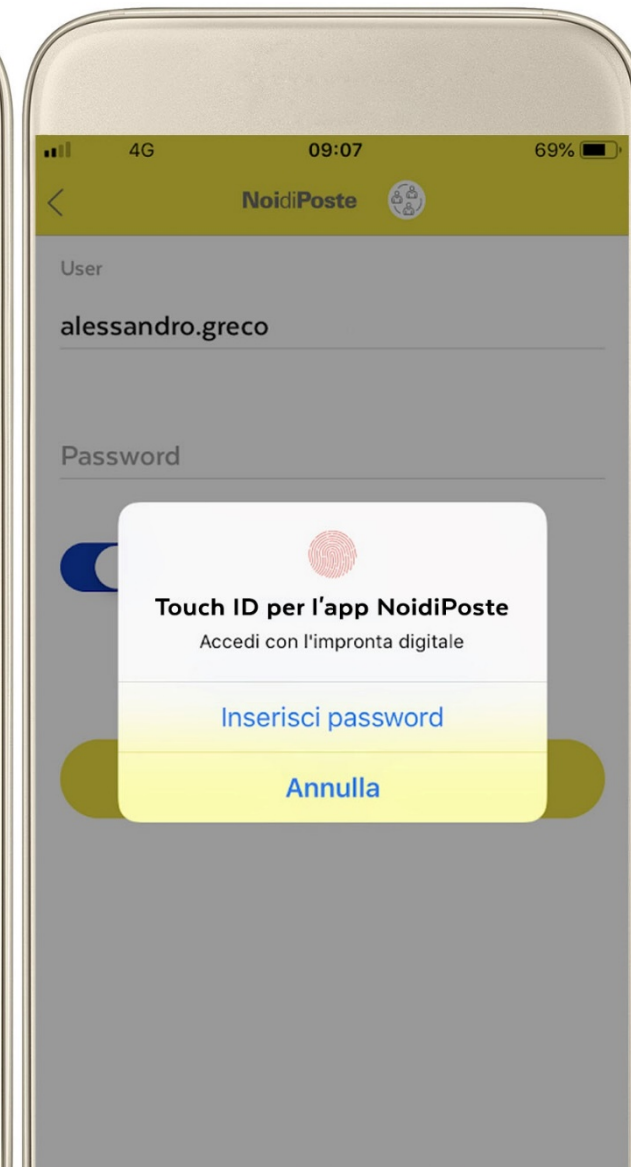 4G 09:07 69%
NoidiPoste
User
alessandro.greco
Password
Touch ID per l'app NoidiPoste
Accedi con l'impronta digitale
Inserisci password
Annulla